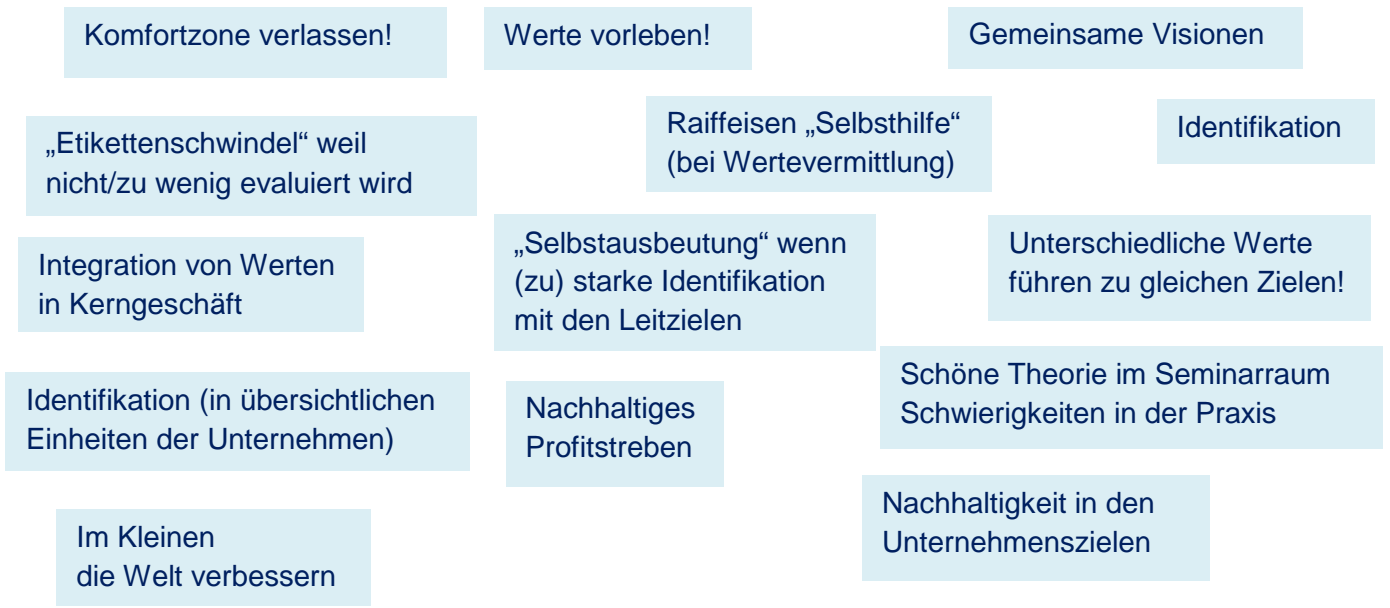 Komfortzone verlassen!
Werte vorleben!
Gemeinsame Visionen
„Etikettenschwindel“ weil
nicht/zu wenig evaluiert wird
Raiffeisen „Selbsthilfe“
(bei Wertevermittlung)
Identifikation
Integration von Werten
in Kerngeschäft
„Selbstausbeutung“ wenn
(zu) starke Identifikation
mit den Leitzielen
Unterschiedliche Werte
führen zu gleichen Zielen!
Identifikation (in übersichtlichen
Einheiten der Unternehmen)
Nachhaltiges
Profitstreben
Schöne Theorie im Seminarraum
Schwierigkeiten in der Praxis
Im Kleinen
die Welt verbessern
Nachhaltigkeit in den
Unternehmenszielen